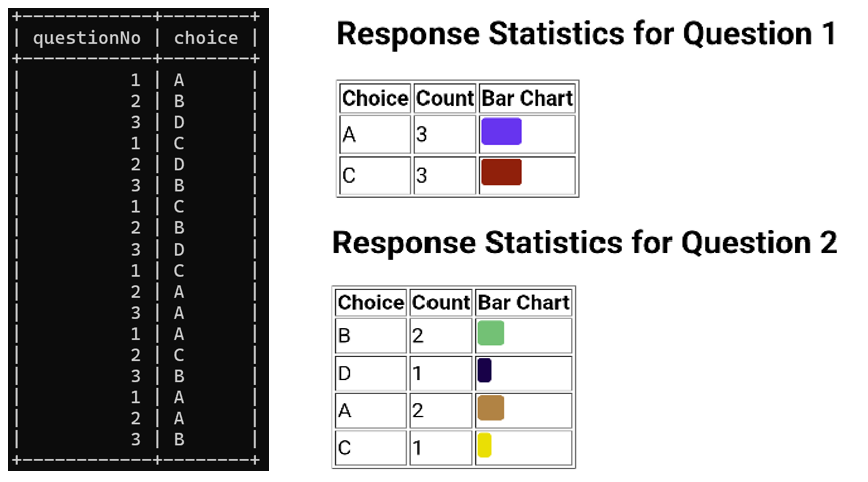 questionNo | choice
1 | A
2 | B
3 | D
1 | C
2 | D
3 | B
1 | C
2 | B
3 | D
1 | C
2 | A
3 | A
1 | A
2 | C
3 | B
1 | A
2 | A
3 | B
Response Statistics for Question 1
Choice Count Bar Chart
A 3
C 3
Response Statistics for Question 2
Choice Count Bar Chart
B 2
D 1
A 2
C 1